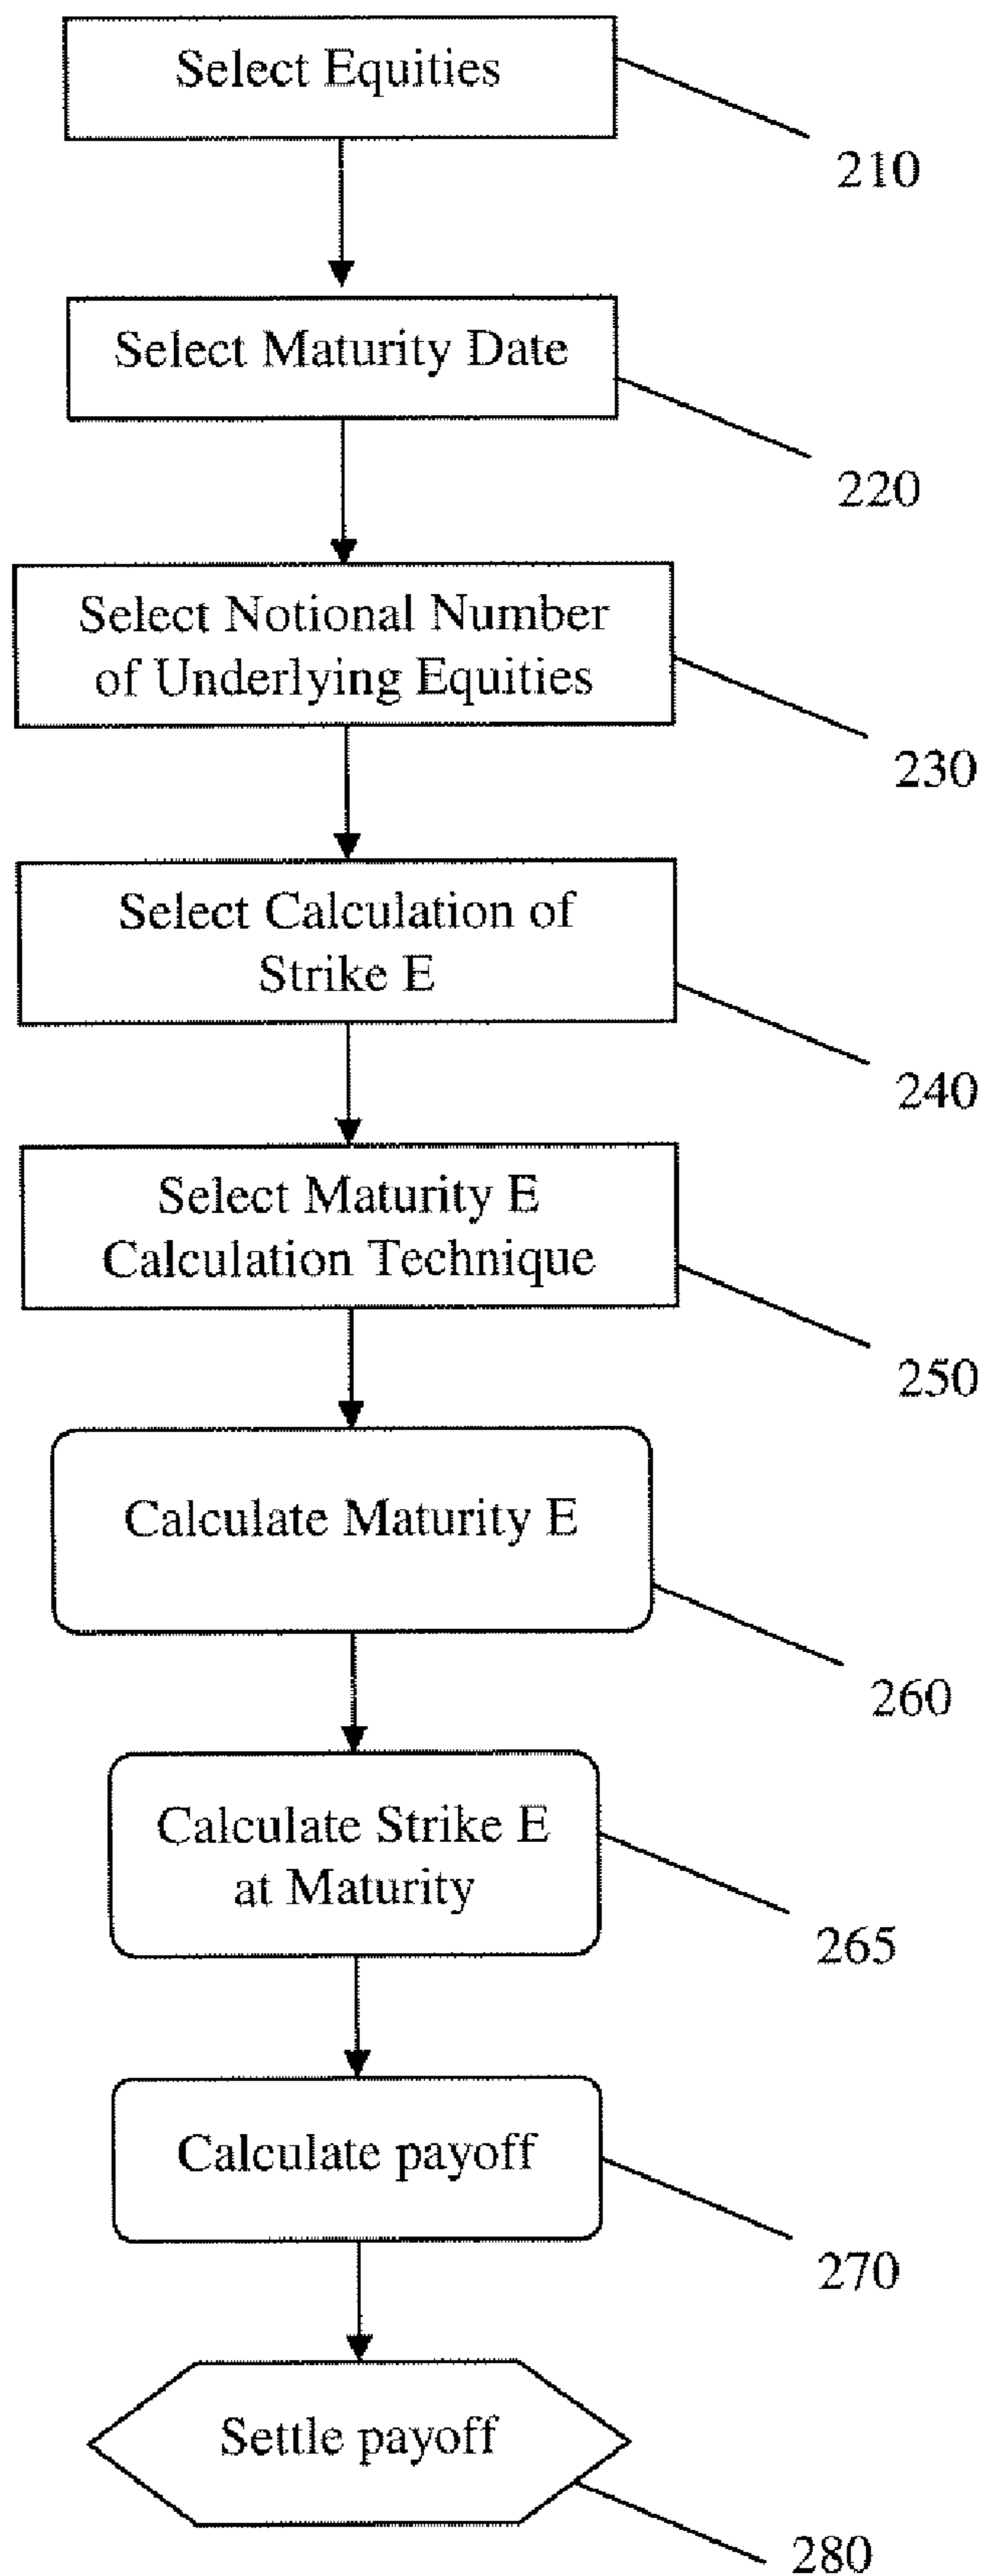 Select Equities
210
Select Maturity Date
220
Select Notional Number
of Underlying Equities
230
Select Calculation of
Strike E
240
Select Maturity E
Calculation Technique
250
Calculate Maturity E
260
Calculate Strike E
at Maturity
265
Calculate payoff
270
Settle payoff
280